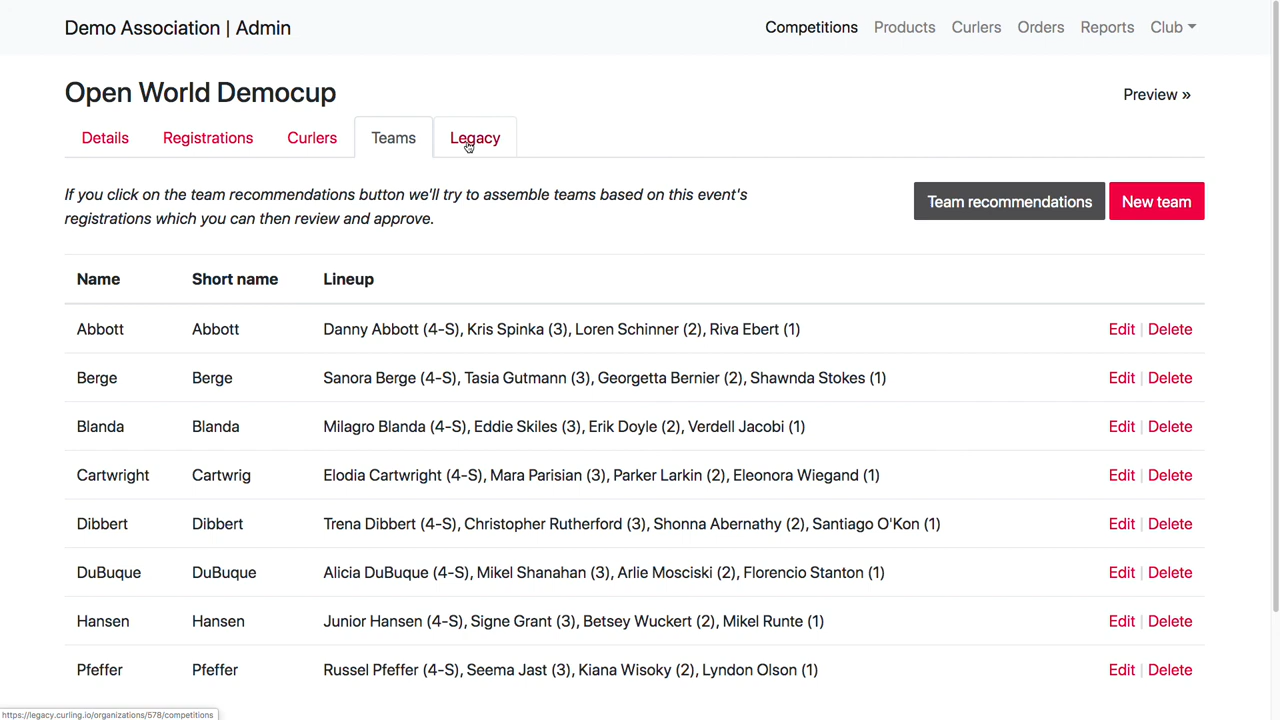 Demo Association | Admin
Competitions Products Curlers Orders Reports Club
Open World Democup
Preview »
Details Registrations Curlers Teams Legacy
If you click on the team recommendations button we'll try to assemble teams based on this event's
registrations which you can then review and approve.
Team recommendations New team
Name Short name Lineup
Abbott Abbott Danny Abbott (4-S), Kris Spinka (3), Loren Schinner (2), Riva Ebert (1) Edit | Delete
Berge Berge Sanora Berge (4-S), Tasia Gutmann (3), Georgetta Bernier (2), Shawnda Stokes (1) Edit | Delete
Blanda Blanda Milagro Blanda (4-S), Eddie Skiles (3), Erik Doyle (2), Verdell Jacobi (1) Edit | Delete
Cartwright Cartwrig Elodia Cartwright (4-S), Mara Parisian (3), Parker Larkin (2), Eleonora Wiegand (1) Edit | Delete
Dibbert Dibbert Trena Dibbert (4-S), Christopher Rutherford (3), Shonna Abernathy (2), Santiago O'Kon (1) Edit | Delete
DuBuque DuBuque Alicia DuBuque (4-S), Mikel Shanahan (3), Arlie Mosciski (2), Florencio Stanton (1) Edit | Delete
Hansen Hansen Junior Hansen (4-S), Signe Grant (3), Betsey Wuckert (2), Mikel Runte (1) Edit | Delete
Pfeffer Pfeffer Russel Pfeffer (4-S), Seema Jast (3), Kiana Wisoky (2), Lyndon Olson (1) Edit | Delete
https://legacy.curling.io/organizations/578/competitions